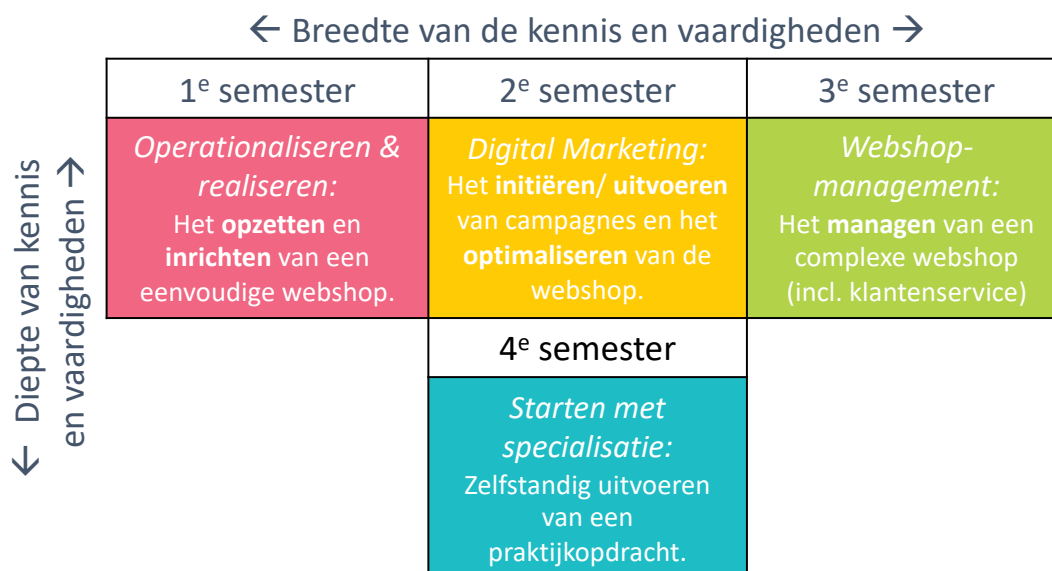 ← Breedte van de kennis en vaardigheden →
1e semester
2e semester
3e semester
Operationaliseren &
realiseren:
Het opzetten en
inrichten van een
eenvoudige webshop.
Digital Marketing:
Het initiëren/ uitvoeren
van campagnes en het
optimaliseren van de
webshop.
Webshop-
management:
Het managen van een
complexe webshop
(incl. klantenservice)
← Diepte van kennis
en vaardigheden →
4e semester
Starten met
specialisatie:
Zelfstandig uitvoeren
van een
praktijkopdracht.